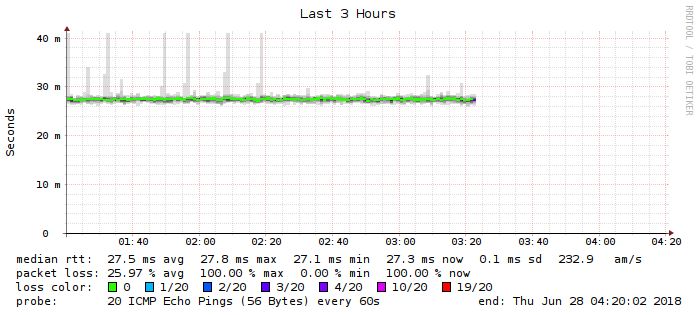 Last 3 Hours
RRDTOOL / TOBI OETIKER
Seconds
40 m
30 m
20 m
10 m
0
01:40 02:00 02:20 02:40 03:00 03:20 03:40 04:00 04:20
median rtt: 27.5 ms avg 27.8 ms max 27.1 ms min 27.3 ms now 0.1 ms sd 232.9 am/s
packet loss: 25.97 % avg 100.00 % max 0.00 % min 100.00 % now
loss color: 0 1/20 2/20 3/20 4/20 10/20 19/20
probe: 20 ICMP Echo Pings (56 Bytes) every 60s end: Thu Jun 28 04:20:02 2018